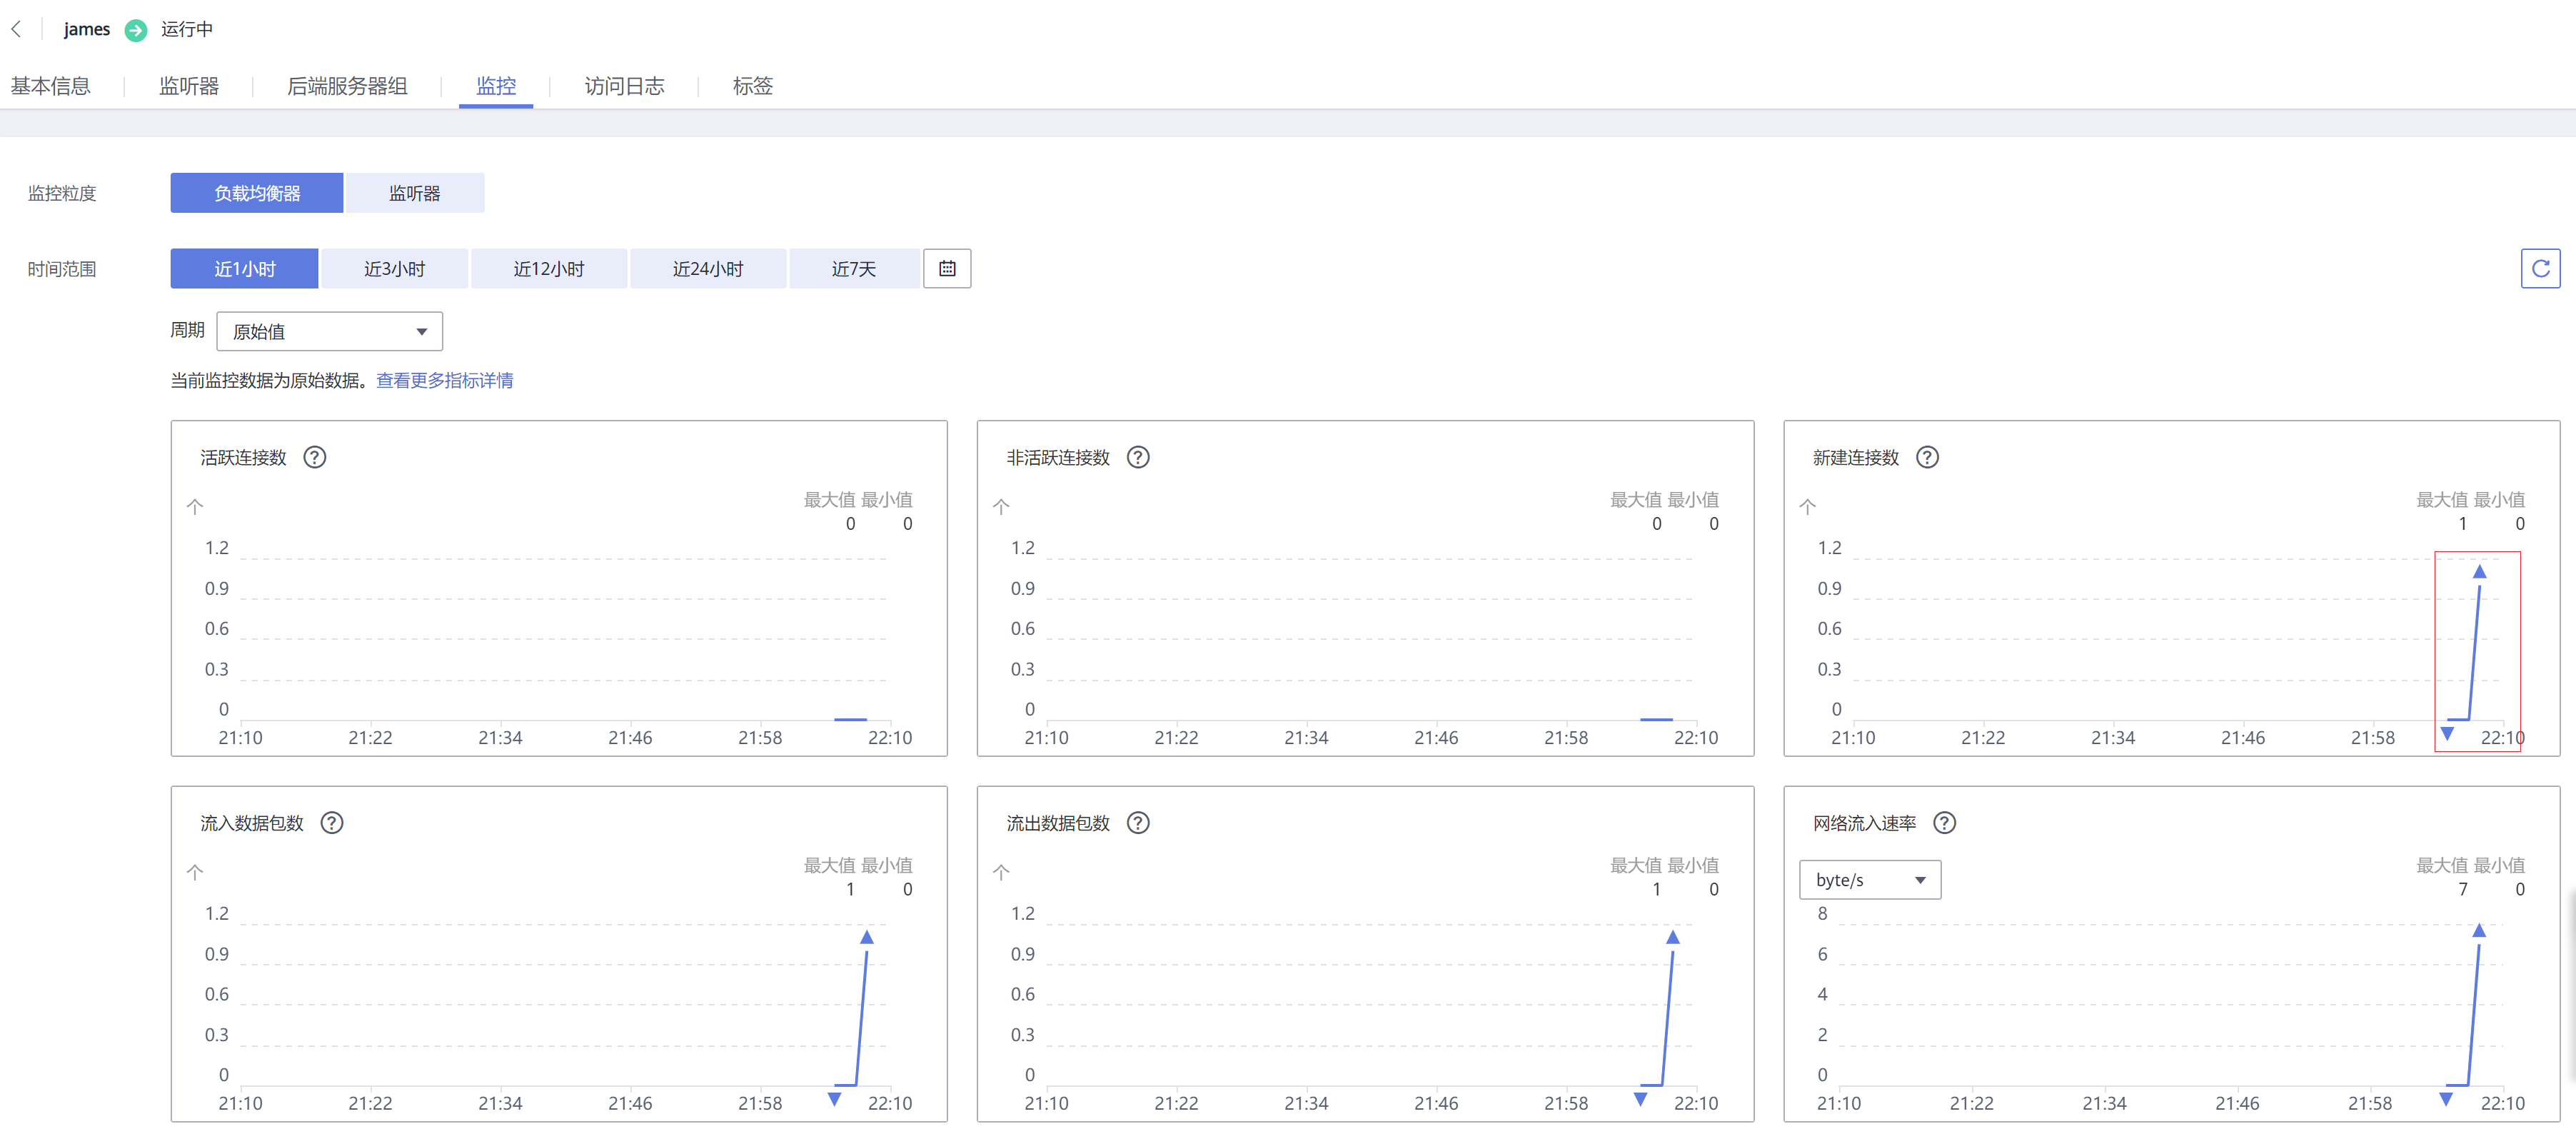 james 运行中
基本信息 监听器 后端服务器组 监控 访问日志 标签
监控粒度 负载均衡器 监听器
时间范围 近1小时 近3小时 近12小时 近24小时 近7天
周期 原始值
当前监控数据为原始数据。查看更多指标详情
活跃连接数
个
最大值 最小值
0 0
1.2
0.9
0.6
0.3
0
21:10 21:22 21:34 21:46 21:58 22:10
非活跃连接数
个
最大值 最小值
0 0
1.2
0.9
0.6
0.3
0
21:10 21:22 21:34 21:46 21:58 22:10
新建连接数
个
最大值 最小值
1 0
1.2
0.9
0.6
0.3
0
21:10 21:22 21:34 21:46 21:58 22:10
流入数据包数
个
最大值 最小值
1 0
1.2
0.9
0.6
0.3
0
21:10 21:22 21:34 21:46 21:58 22:10
流出数据包数
个
最大值 最小值
1 0
1.2
0.9
0.6
0.3
0
21:10 21:22 21:34 21:46 21:58 22:10
网络流入速率
byte/s
最大值 最小值
7 0
8
6
4
2
0
21:10 21:22 21:34 21:46 21:58 22:10